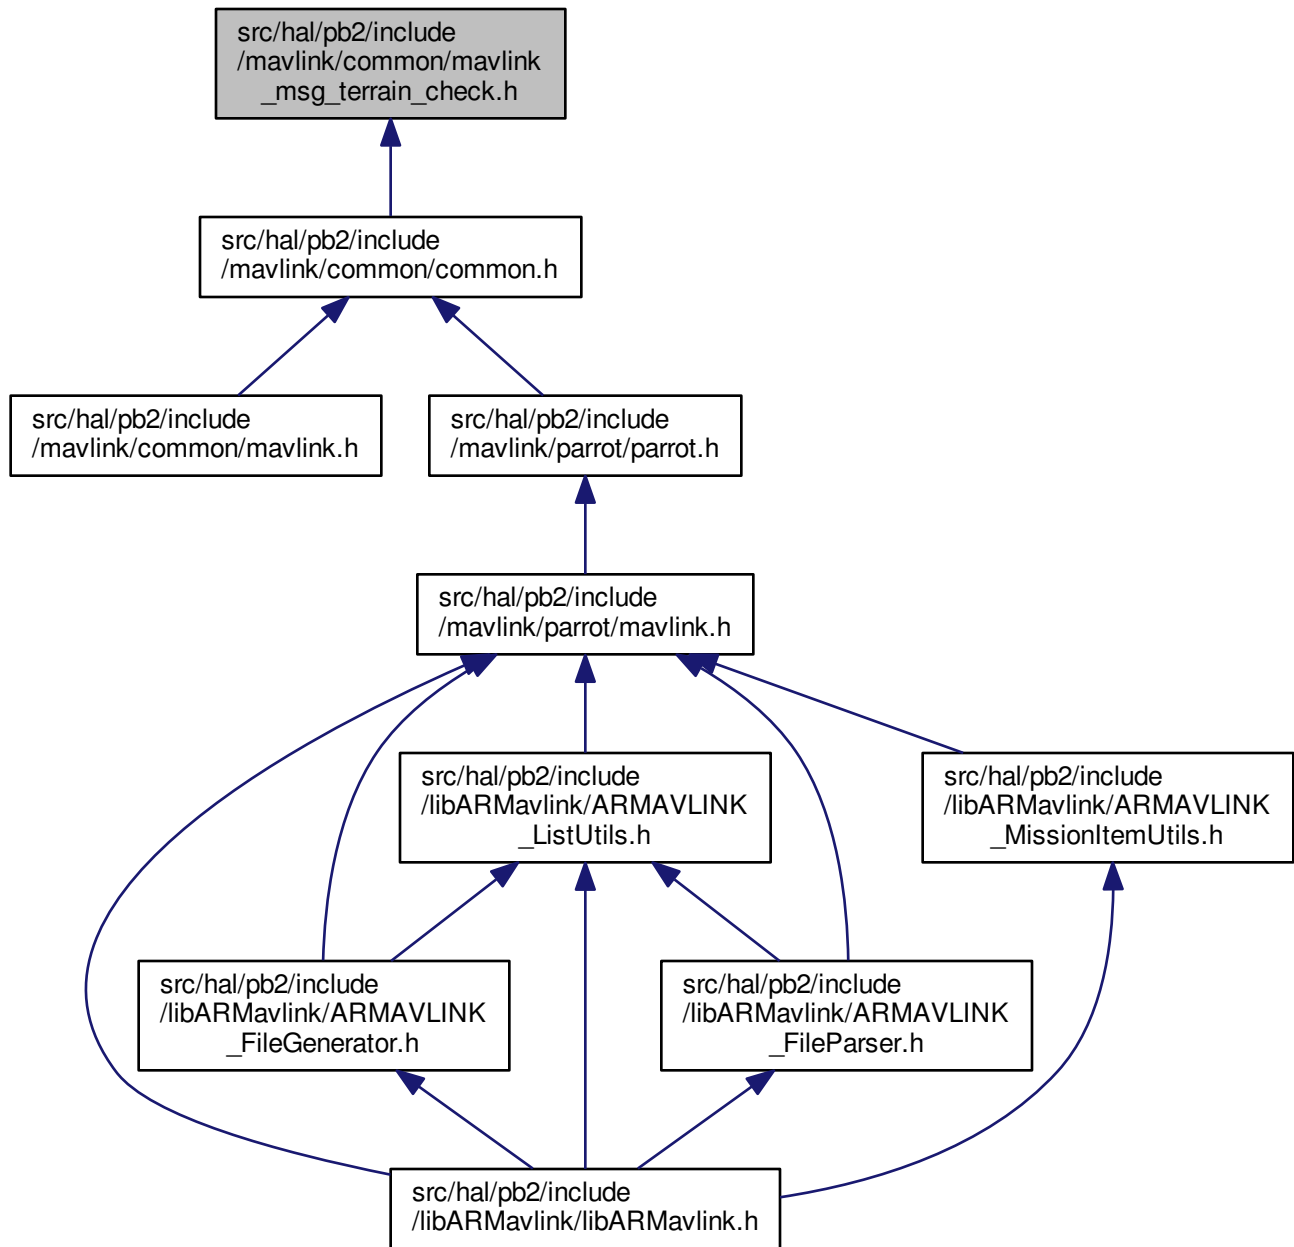 src/hal/pb2/include
/mavlink/common/mavlink
_msg_terrain_check.h
src/hal/pb2/include
/mavlink/common/common.h
src/hal/pb2/include
/mavlink/common/mavlink.h
src/hal/pb2/include
/mavlink/parrot/parrot.h
src/hal/pb2/include
/mavlink/parrot/mavlink.h
src/hal/pb2/include
/libARMavlink/ARMAVLINK
_ListUtils.h
src/hal/pb2/include
/libARMavlink/ARMAVLINK
_MissionItemUtils.h
src/hal/pb2/include
/libARMavlink/ARMAVLINK
_FileGenerator.h
src/hal/pb2/include
/libARMavlink/ARMAVLINK
_FileParser.h
src/hal/pb2/include
/libARMavlink/libARMavlink.h